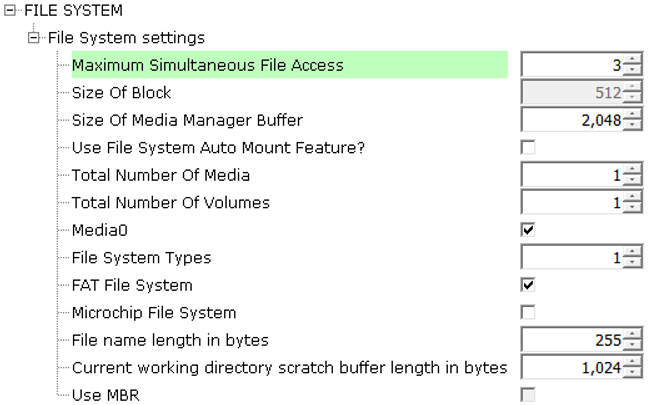 FILE SYSTEM
File System settings
Maximum Simultaneous File Access 3
Size Of Block 512
Size Of Media Manager Buffer 2,048
Use File System Auto Mount Feature?
Total Number Of Media 1
Total Number Of Volumes 1
Media0
File System Types 1
FAT File System
Microchip File System
File name length in bytes 255
Current working directory scratch buffer length in bytes 1,024
Use MBR